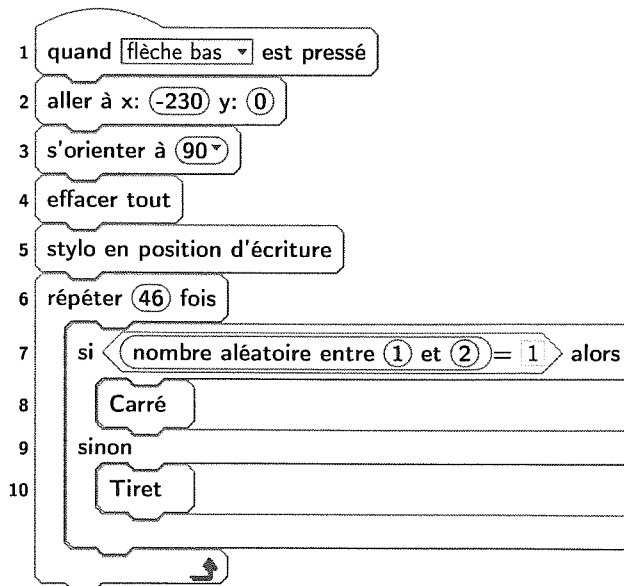 1 quand flèche bas est pressé
2 aller à x: -230 y: 0
3 s'orienter à 90
4 effacer tout
5 stylo en position d'écriture
6 répéter 46 fois
7 si nombre aléatoire entre 1 et 2 = 1 alors
8 Carré
9 sinon
10 Tiret